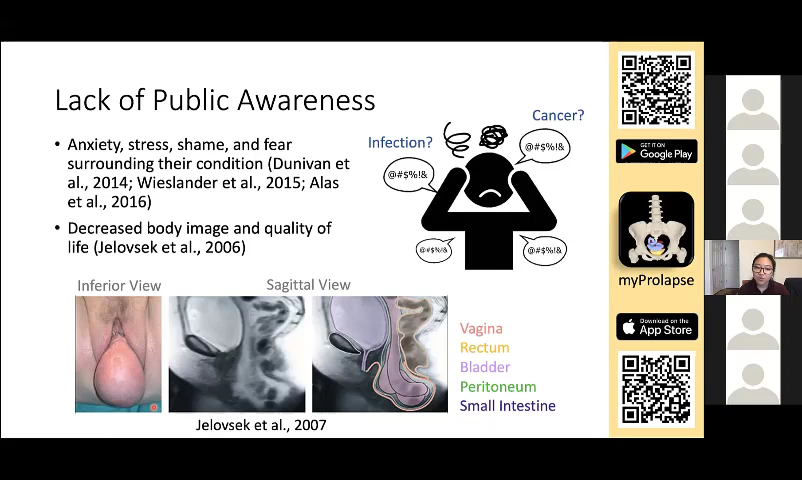 Lack of Public Awareness
• Anxiety, stress, shame, and fear
surrounding their condition (Dunivan et
al., 2014; Wieslander et al., 2015; Alas
et al., 2016)
• Decreased body image and quality of
life (Jelovsek et al., 2006)
Infection?
Cancer?
@#$%!&
@#$%!&
@#$%!&
@#$%!&
Inferior View
Sagittal View
Vagina
Rectum
Bladder
Peritoneum
Small Intestine
Jelovsek et al., 2007
GET IT ON
Google Play
myProlapse
Download on the
App Store